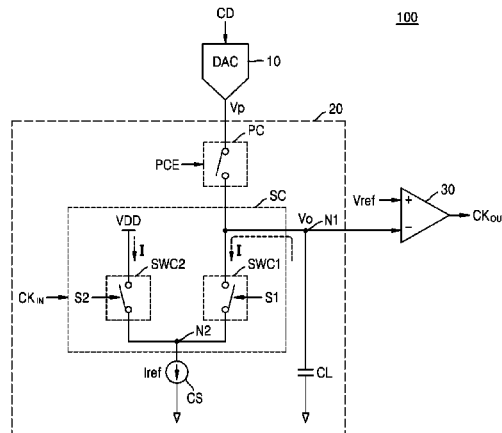 CD
100
DAC
10
Vp
20
PC
PCE
SC
Vref
+
30
VDD
Vo
N1
−
CKOU
I
I
SWC2
SWC1
CKIN
S2
S1
N2
Iref
CS
CL